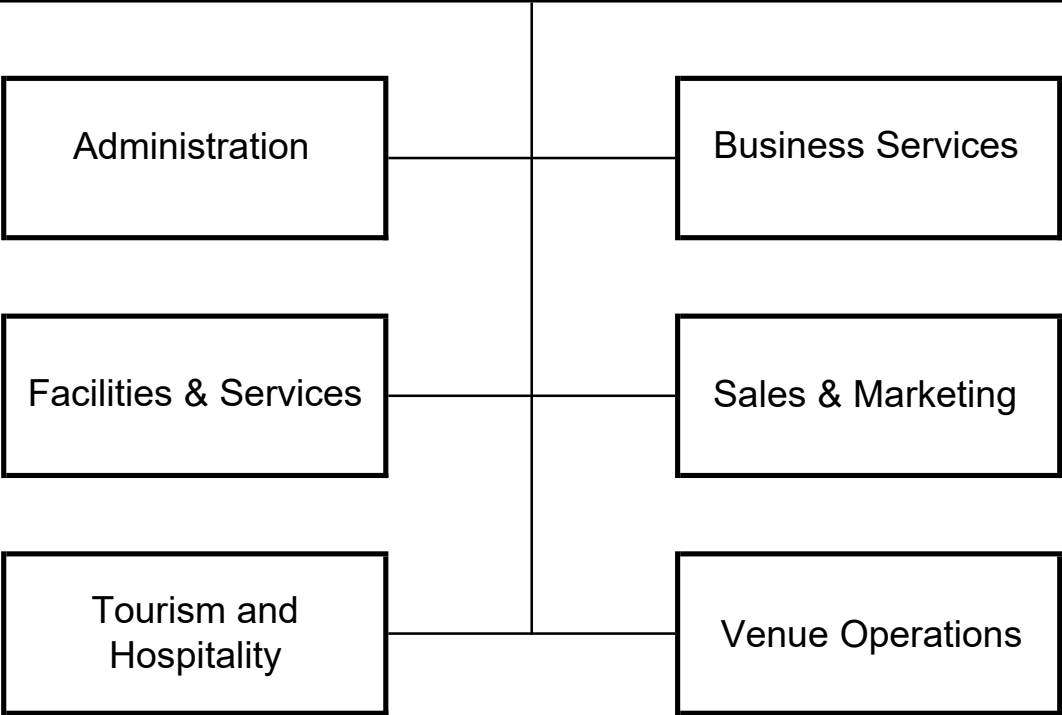 Administration
Business Services
Facilities & Services
Sales & Marketing
Tourism and
Hospitality
Venue Operations